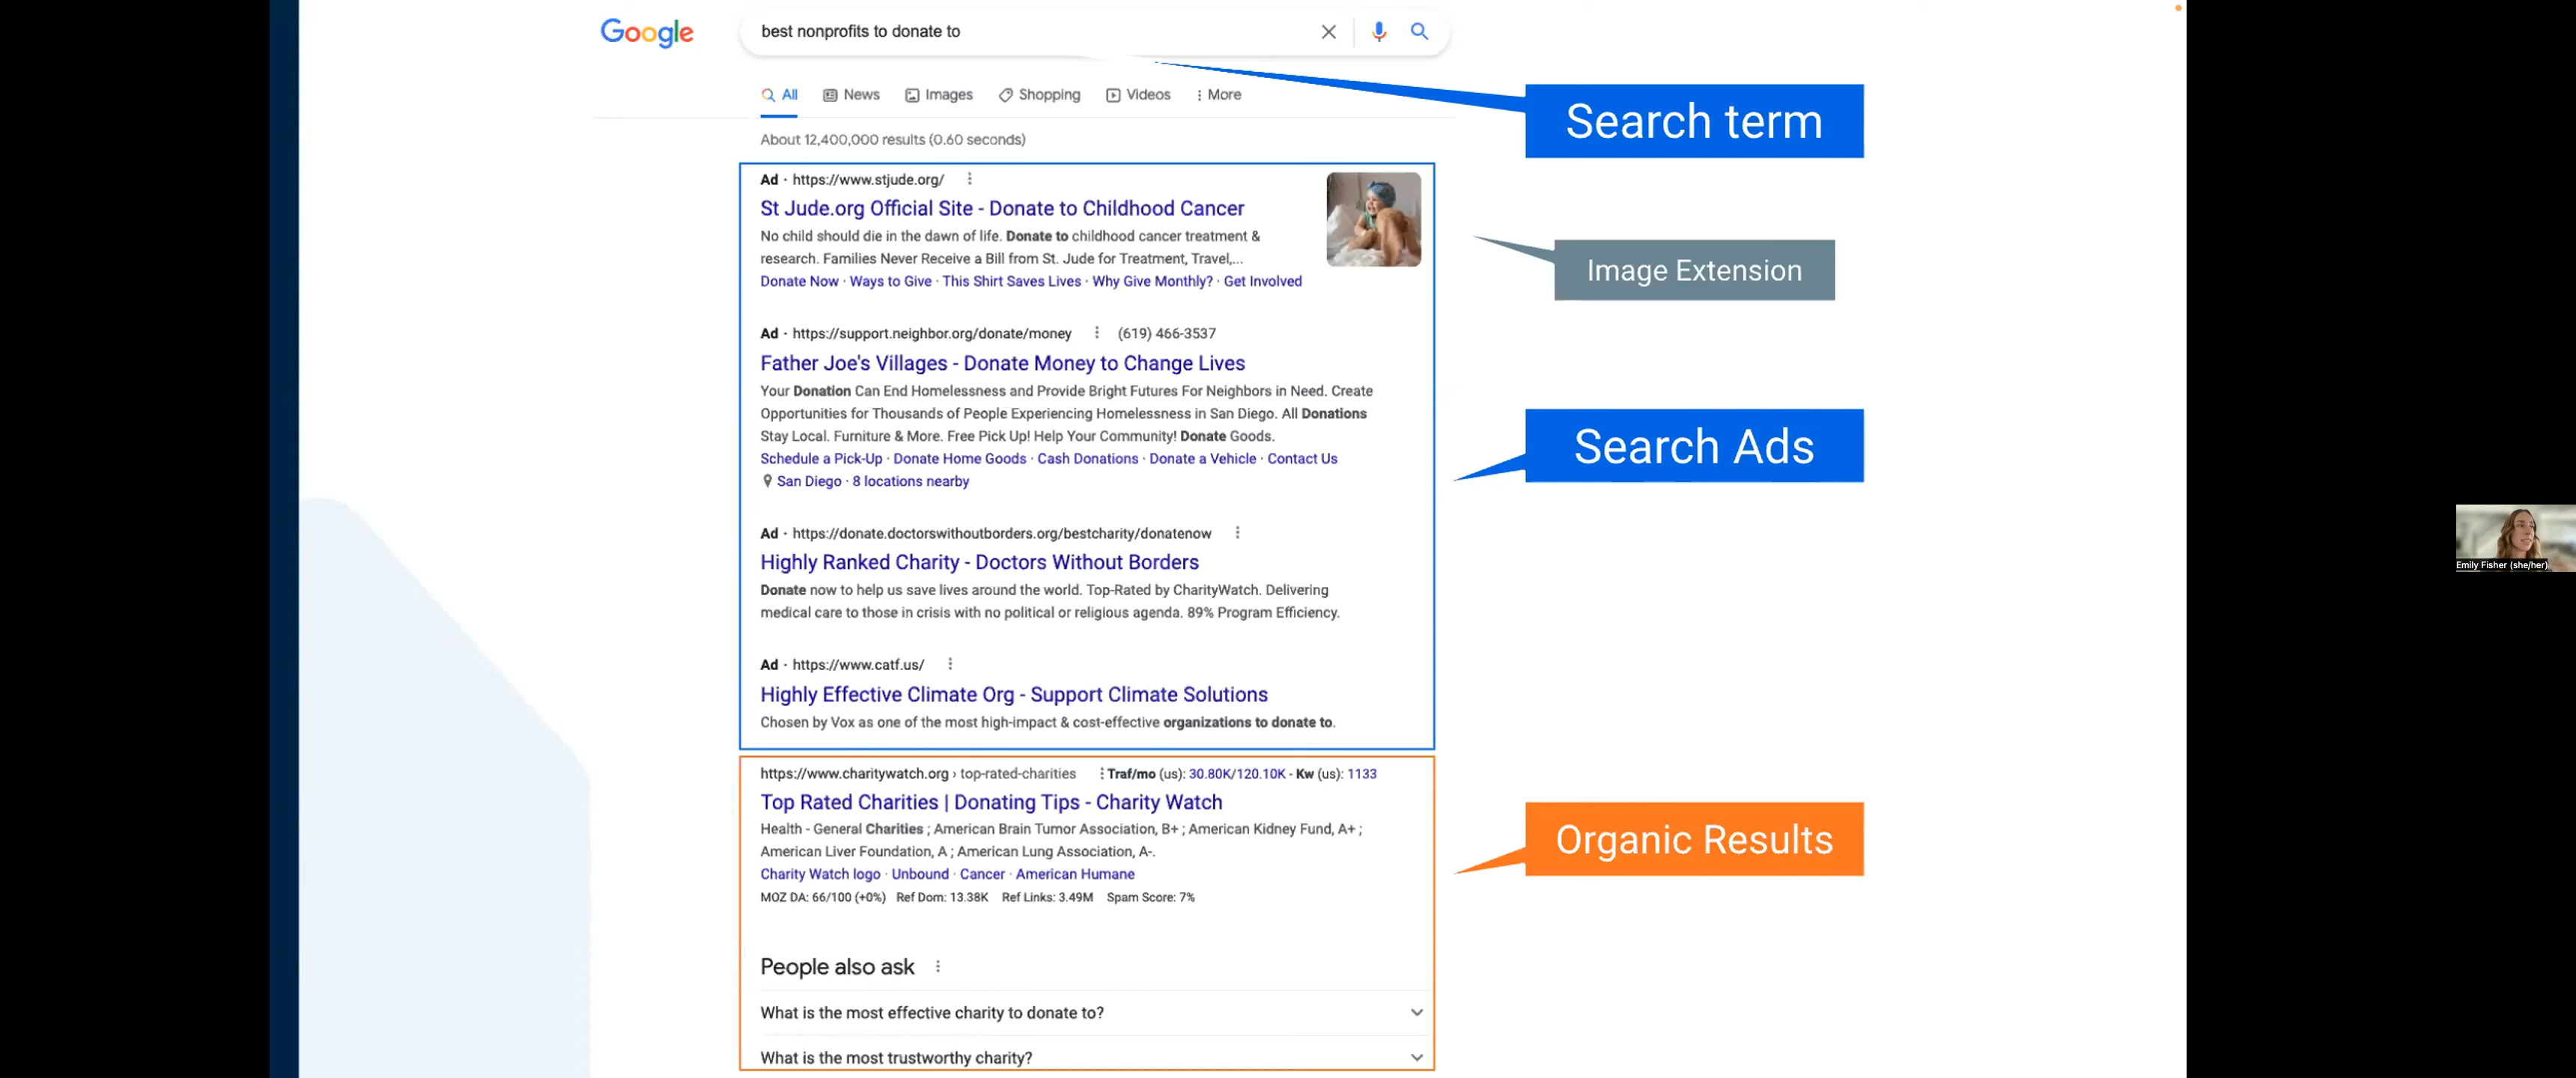 Google
best nonprofits to donate to
All News Images Shopping Videos More
Search term
About 12,400,000 results (0.60 seconds)
Ad · https://www.stjude.org/
St Jude.org Official Site - Donate to Childhood Cancer
No child should die in the dawn of life. Donate to childhood cancer treatment &
research. Families Never Receive a Bill from St. Jude for Treatment, Travel,...
Donate Now · Ways to Give · This Shirt Saves Lives · Why Give Monthly? · Get Involved
Image Extension
Ad · https://support.neighbor.org/donate/money (619) 466-3537
Father Joe's Villages - Donate Money to Change Lives
Your Donation Can End Homelessness and Provide Bright Futures For Neighbors in Need. Create
Opportunities for Thousands of People Experiencing Homelessness in San Diego. All Donations
Stay Local. Furniture & More. Free Pick Up! Help Your Community! Donate Goods.
Schedule a Pick-Up · Donate Home Goods · Cash Donations · Donate a Vehicle · Contact Us
San Diego · 8 locations nearby
Search Ads
Ad · https://donate.doctorswithoutborders.org/bestcharity/donatenow
Highly Ranked Charity - Doctors Without Borders
Donate now to help us save lives around the world. Top-Rated by CharityWatch. Delivering
medical care to those in crisis with no political or religious agenda. 89% Program Efficiency.
Emily Fisher (she/her)
Ad · https://www.catf.us/
Highly Effective Climate Org - Support Climate Solutions
Chosen by Vox as one of the most high-impact & cost-effective organizations to donate to.
https://www.charitywatch.org › top-rated-charities Traf/mo (us): 30.80K/120.10K - Kw (us): 1133
Top Rated Charities | Donating Tips - Charity Watch
Health - General Charities ; American Brain Tumor Association, B+ ; American Kidney Fund, A+ ;
American Liver Foundation, A ; American Lung Association, A-.
Charity Watch logo · Unbound · Cancer · American Humane
MOZ DA: 66/100 (+0%) Ref Dom: 13.38K Ref Links: 3.49M Spam Score: 7%
Organic Results
People also ask
What is the most effective charity to donate to?
What is the most trustworthy charity?